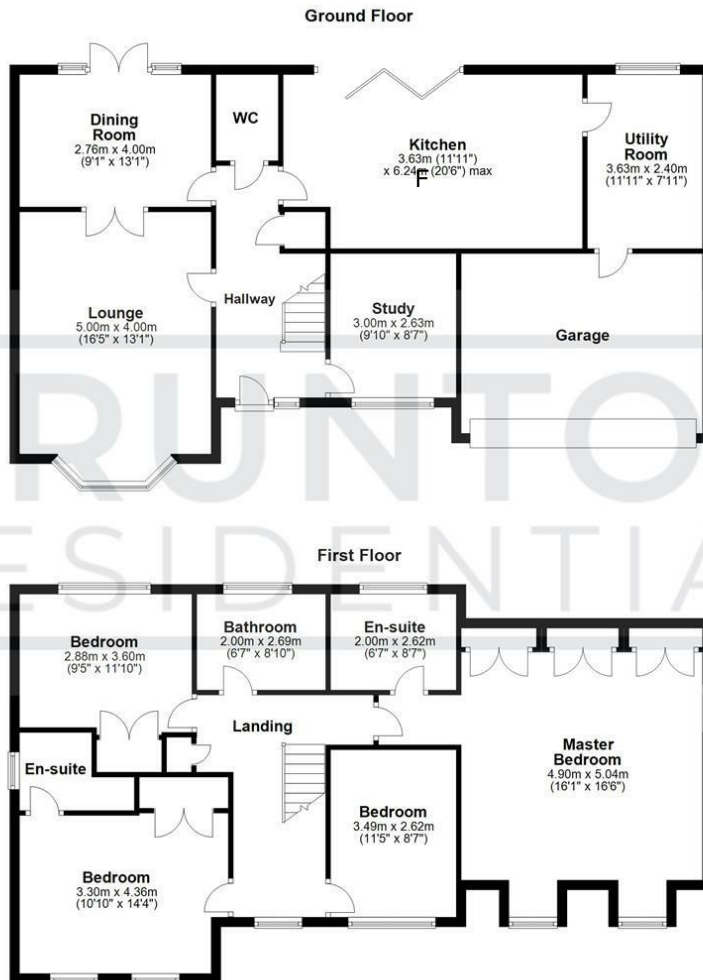 Ground Floor
Dining
Room
2.76m x 4.00m
(9'1" x 13'1")
WC
Kitchen
3.63m (11'11")
x 6.24m (20'6") max
F
Utility
Room
3.63m x 2.40m
(11'11" x 7'11")
Lounge
5.00m x 4.00m
(16'5" x 13'1")
Hallway
Study
3.00m x 2.63m
(9'10" x 8'7")
Garage
RUNTO
ESIDENTIA
First Floor
Bedroom
2.88m x 3.60m
(9'5" x 11'10")
Bathroom
2.00m x 2.69m
(6'7" x 8'10")
En-suite
2.00m x 2.62m
(6'7" x 8'7")
Landing
En-suite
Master
Bedroom
4.90m x 5.04m
(16'1" x 16'6")
Bedroom
3.49m x 2.62m
(11'5" x 8'7")
Bedroom
3.30m x 4.36m
(10'10" x 14'4")